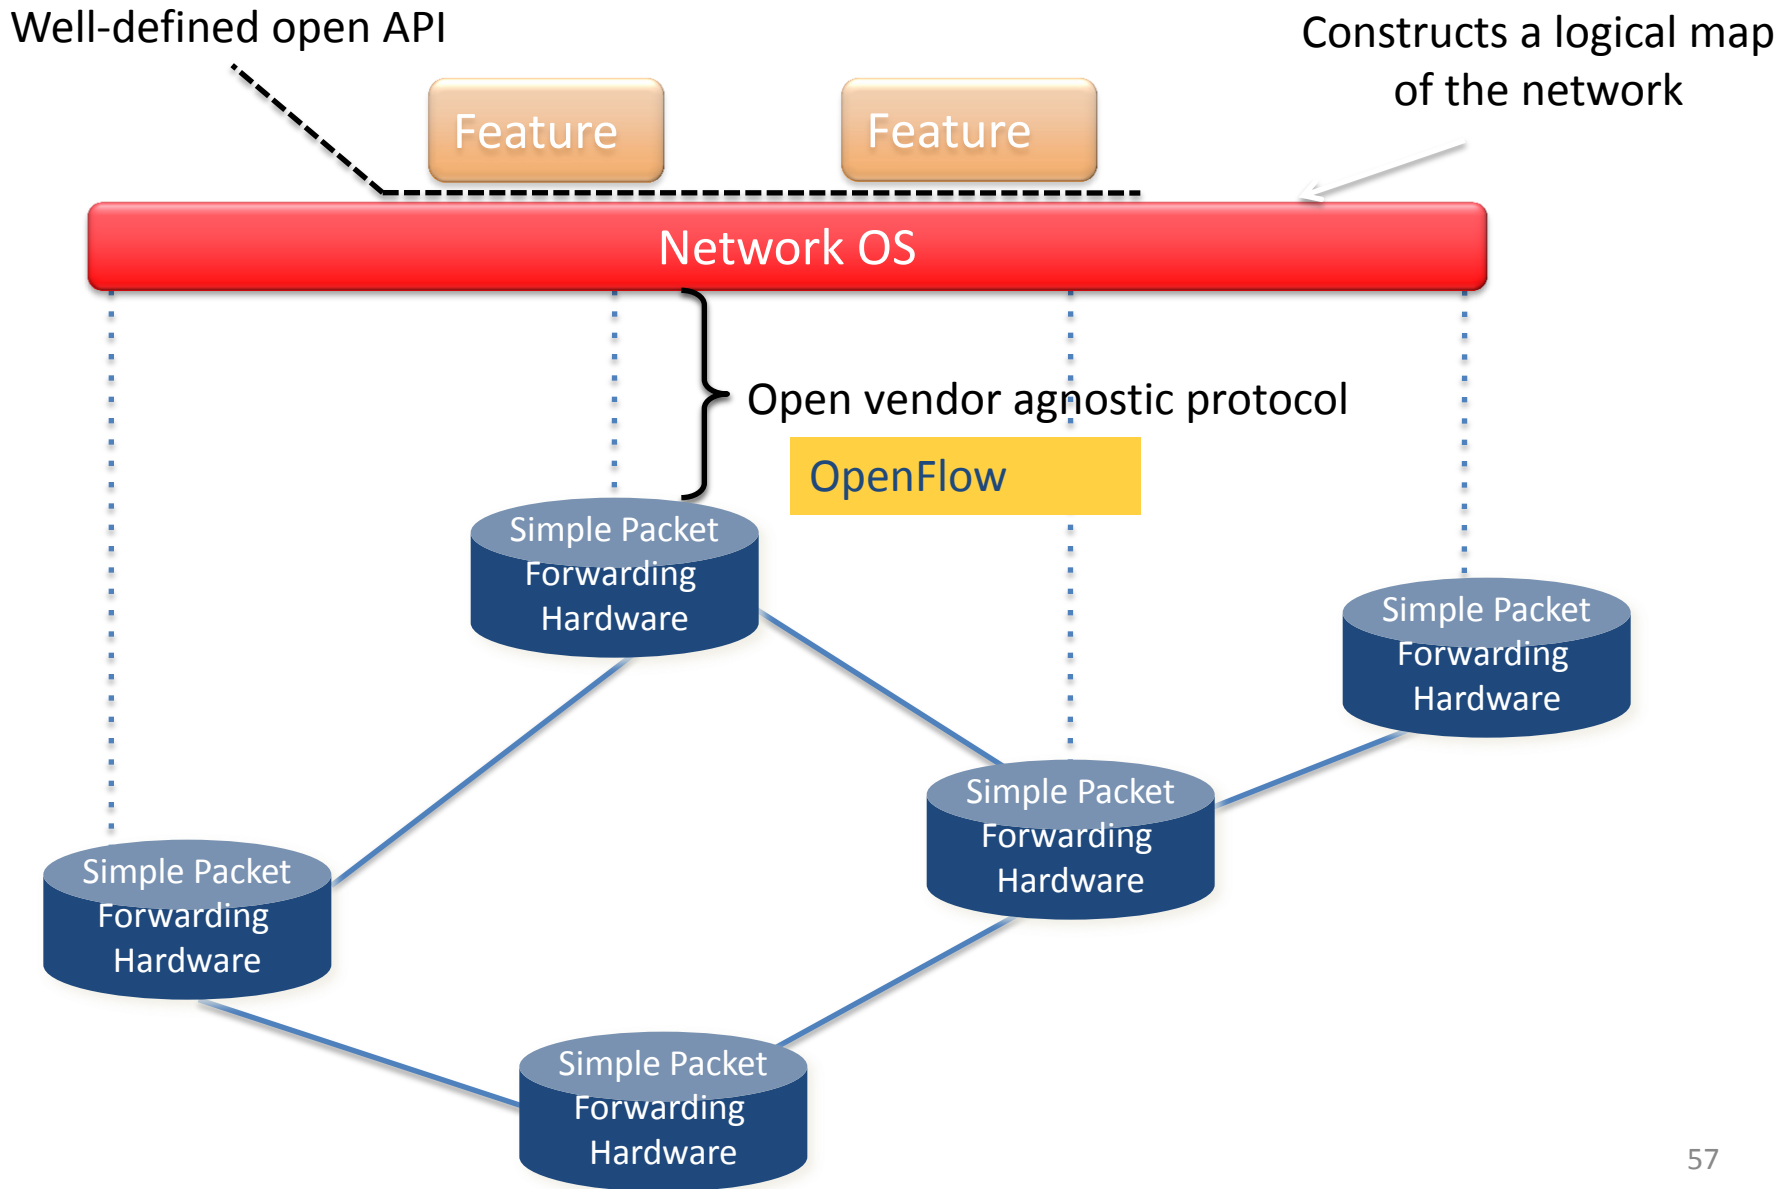 Well-defined open API
Constructs a logical map
of the network
Feature
Feature
Network OS
Open vendor agnostic protocol
OpenFlow
Simple Packet
Forwarding
Hardware
Simple Packet
Forwarding
Hardware
Simple Packet
Forwarding
Hardware
Simple Packet
Forwarding
Hardware
Simple Packet
Forwarding
Hardware
57